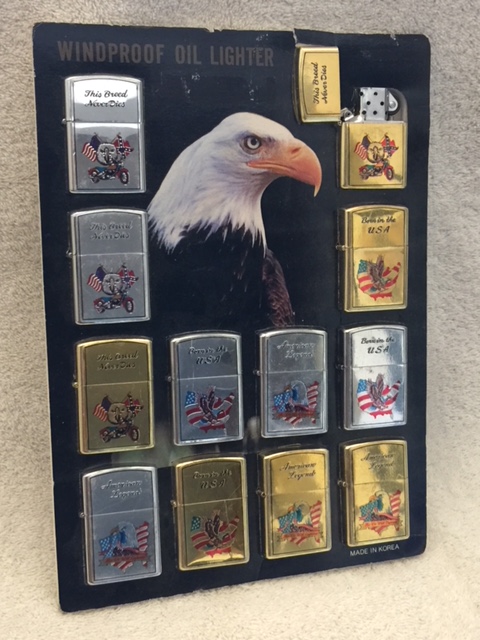 WINDPROOF OIL LIGHTER
This Breed
Never Dies
This Breed
Never Dies
This Breed
Never Dies
Born in the
USA
This Breed
Never Dies
Born in the
USA
American
Legend
Born in the
USA
American
Legend
Born in the
USA
American
Legend
American
Legend
MADE IN KOREA